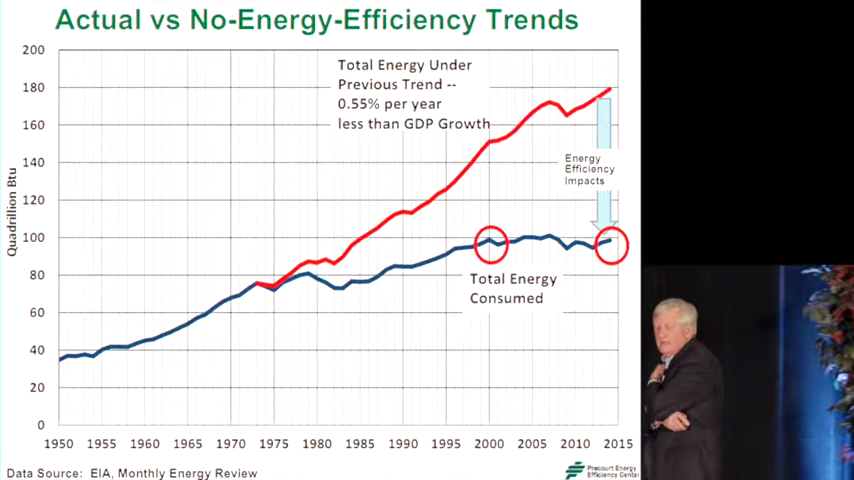 Actual vs No-Energy-Efficiency Trends
200
180
160
140
120
100
80
60
40
20
0
Quadrillion Btu
Total Energy Under
Previous Trend --
0.55% per year
less than GDP Growth
Energy
Efficiency
Impacts
Total Energy
Consumed
1950 1955 1960 1965 1970 1975 1980 1985 1990 1995 2000 2005 2010 2015
Data Source: EIA, Monthly Energy Review
Precourt Energy
Efficiency Center